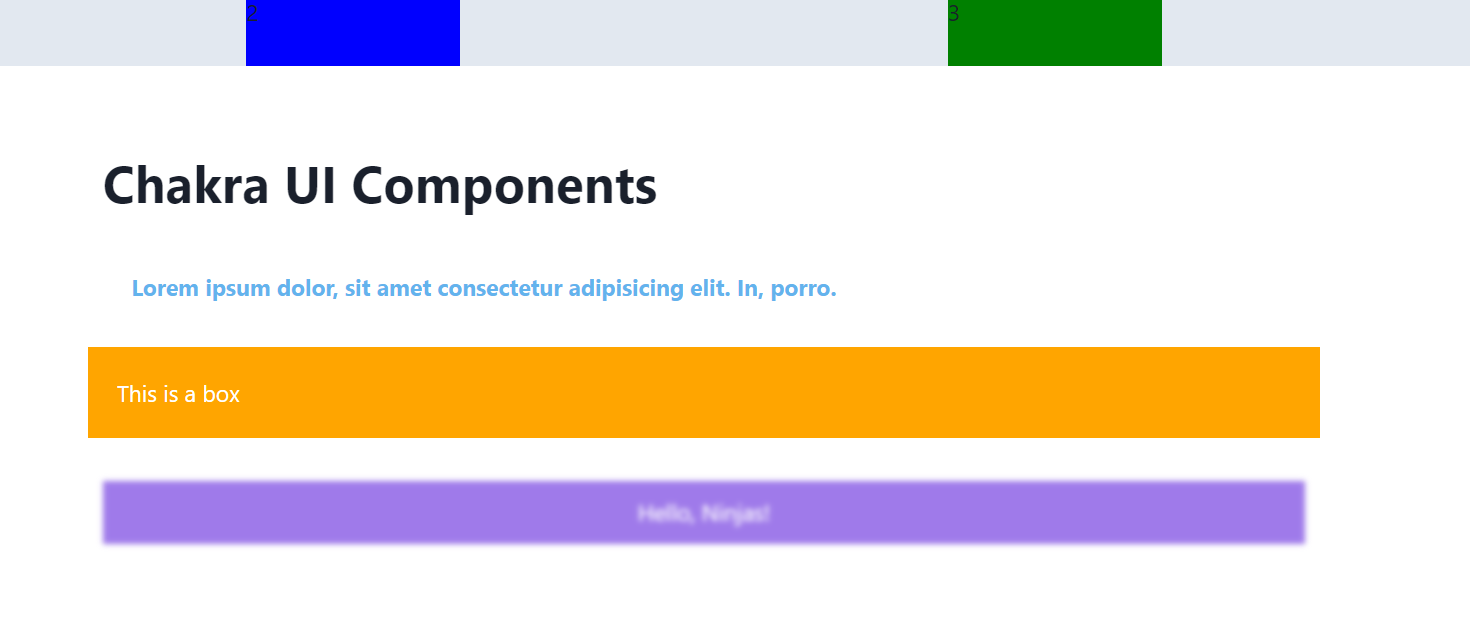 2
3
Chakra UI Components
Lorem ipsum dolor, sit amet consectetur adipisicing elit. In, porro.
This is a box
Hello, Ninjas!